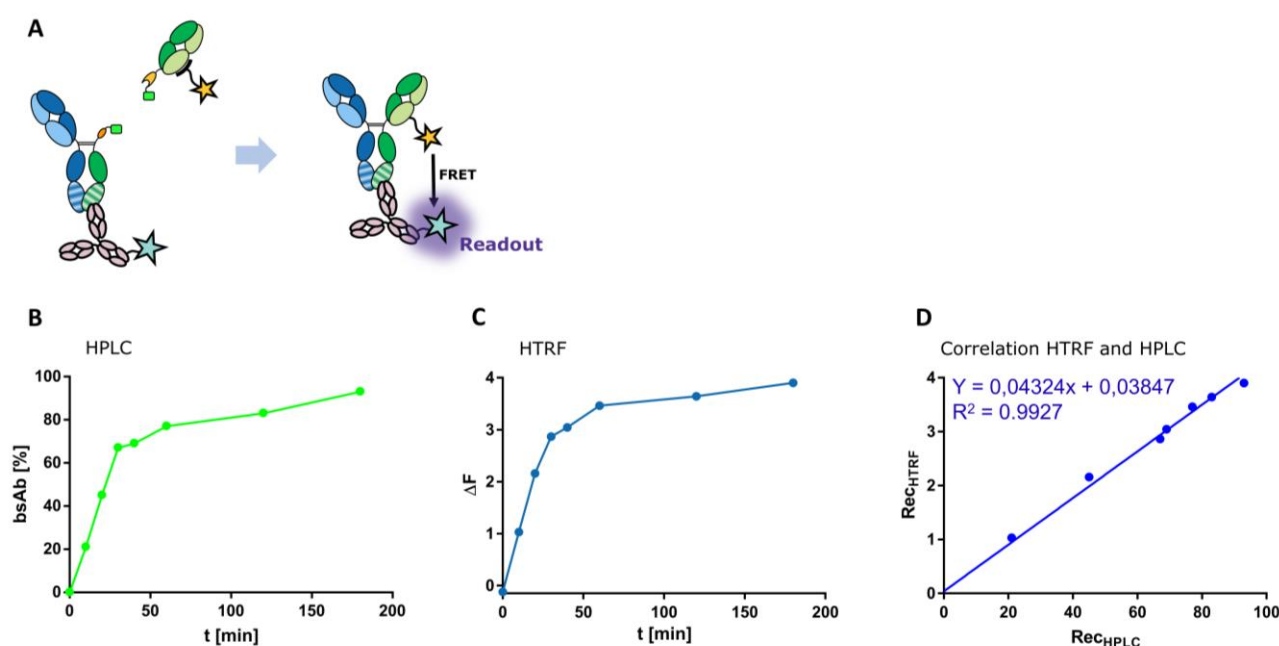 A
FRET
Readout
B
HPLC
bsAb [%]
100
80
60
40
20
0
0 50 100 150 200
t [min]
C
HTRF
ΔF
4
3
2
1
0
0 50 100 150 200
t [min]
D
Correlation HTRF and HPLC
Y = 0,04324x + 0,03847
R² = 0.9927
Rec_HTRF
4
3
2
1
0
0 20 40 60 80 100
Rec_HPLC